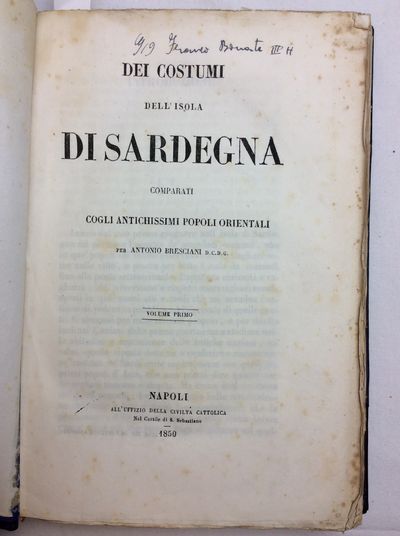 DEI COSTUMI
DELL'ISOLA
DI SARDEGNA
COMPARATI
COGLI ANTICHISSIMI POPOLI ORIENTALI
PER ANTONIO BRESCIANI D.C.D.G.
VOLUME PRIMO
NAPOLI
ALL'UFFIZIO DELLA CIVILTÀ CATTOLICA
Nel Cortile di S. Sebastiano
1850